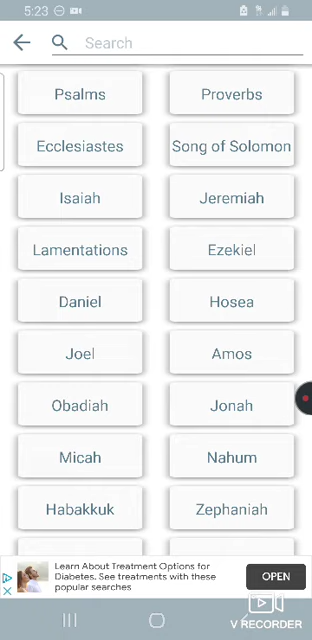 5:23
Search
Psalms
Proverbs
Ecclesiastes
Song of Solomon
Isaiah
Jeremiah
Lamentations
Ezekiel
Daniel
Hosea
Joel
Amos
Obadiah
Jonah
Micah
Nahum
Habakkuk
Zephaniah
Learn About Treatment Options for
Diabetes. See treatments with these
popular searches
OPEN
V RECORDER